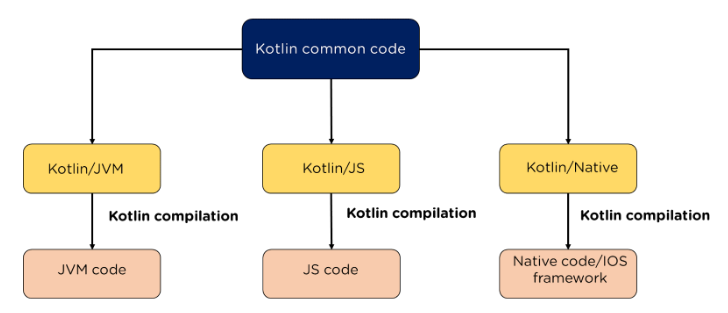 Kotlin common code
Kotlin/JVM
Kotlin/JS
Kotlin/Native
Kotlin compilation
Kotlin compilation
Kotlin compilation
JVM code
JS code
Native code/IOS
framework